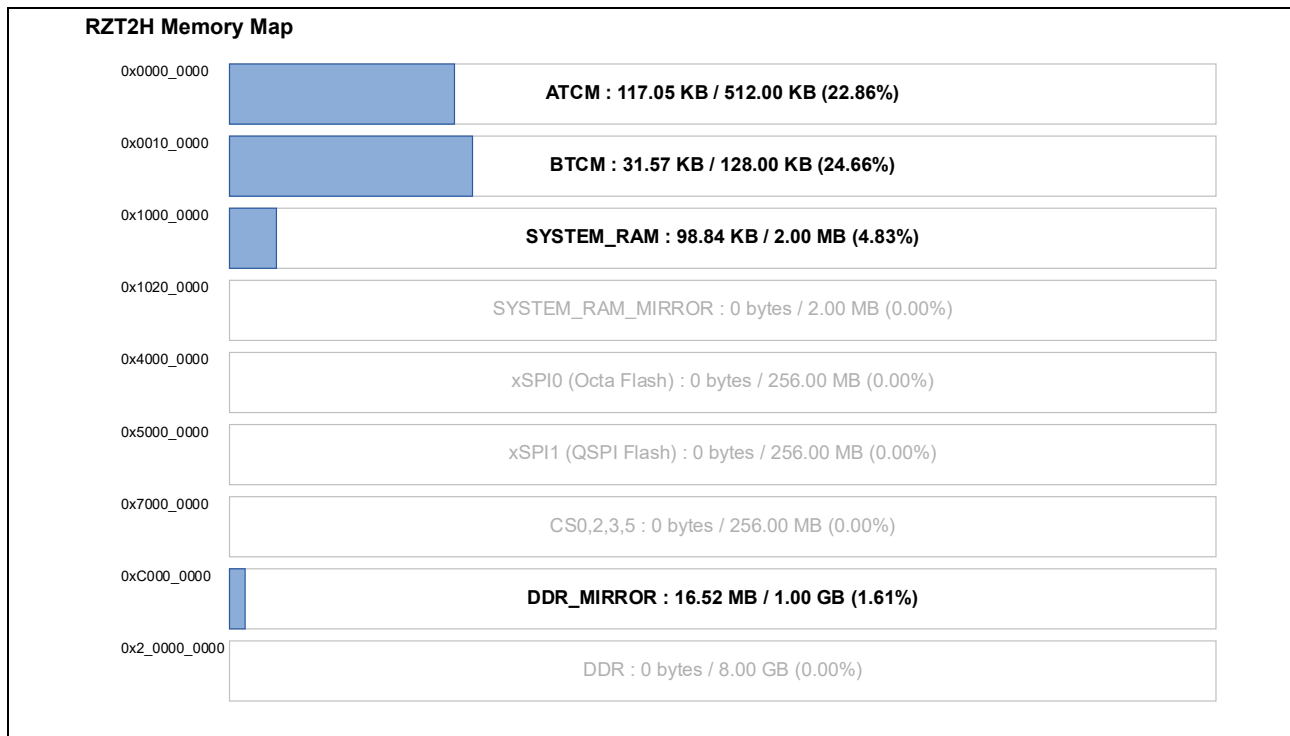 RZT2H Memory Map
0x0000_0000
ATCM : 117.05 KB / 512.00 KB (22.86%)
0x0010_0000
BTCM : 31.57 KB / 128.00 KB (24.66%)
0x1000_0000
SYSTEM_RAM : 98.84 KB / 2.00 MB (4.83%)
0x1020_0000
SYSTEM_RAM_MIRROR : 0 bytes / 2.00 MB (0.00%)
0x4000_0000
xSPI0 (Octa Flash) : 0 bytes / 256.00 MB (0.00%)
0x5000_0000
xSPI1 (QSPI Flash) : 0 bytes / 256.00 MB (0.00%)
0x7000_0000
CS0,2,3,5 : 0 bytes / 256.00 MB (0.00%)
0xC000_0000
DDR_MIRROR : 16.52 MB / 1.00 GB (1.61%)
0x2_0000_0000
DDR : 0 bytes / 8.00 GB (0.00%)